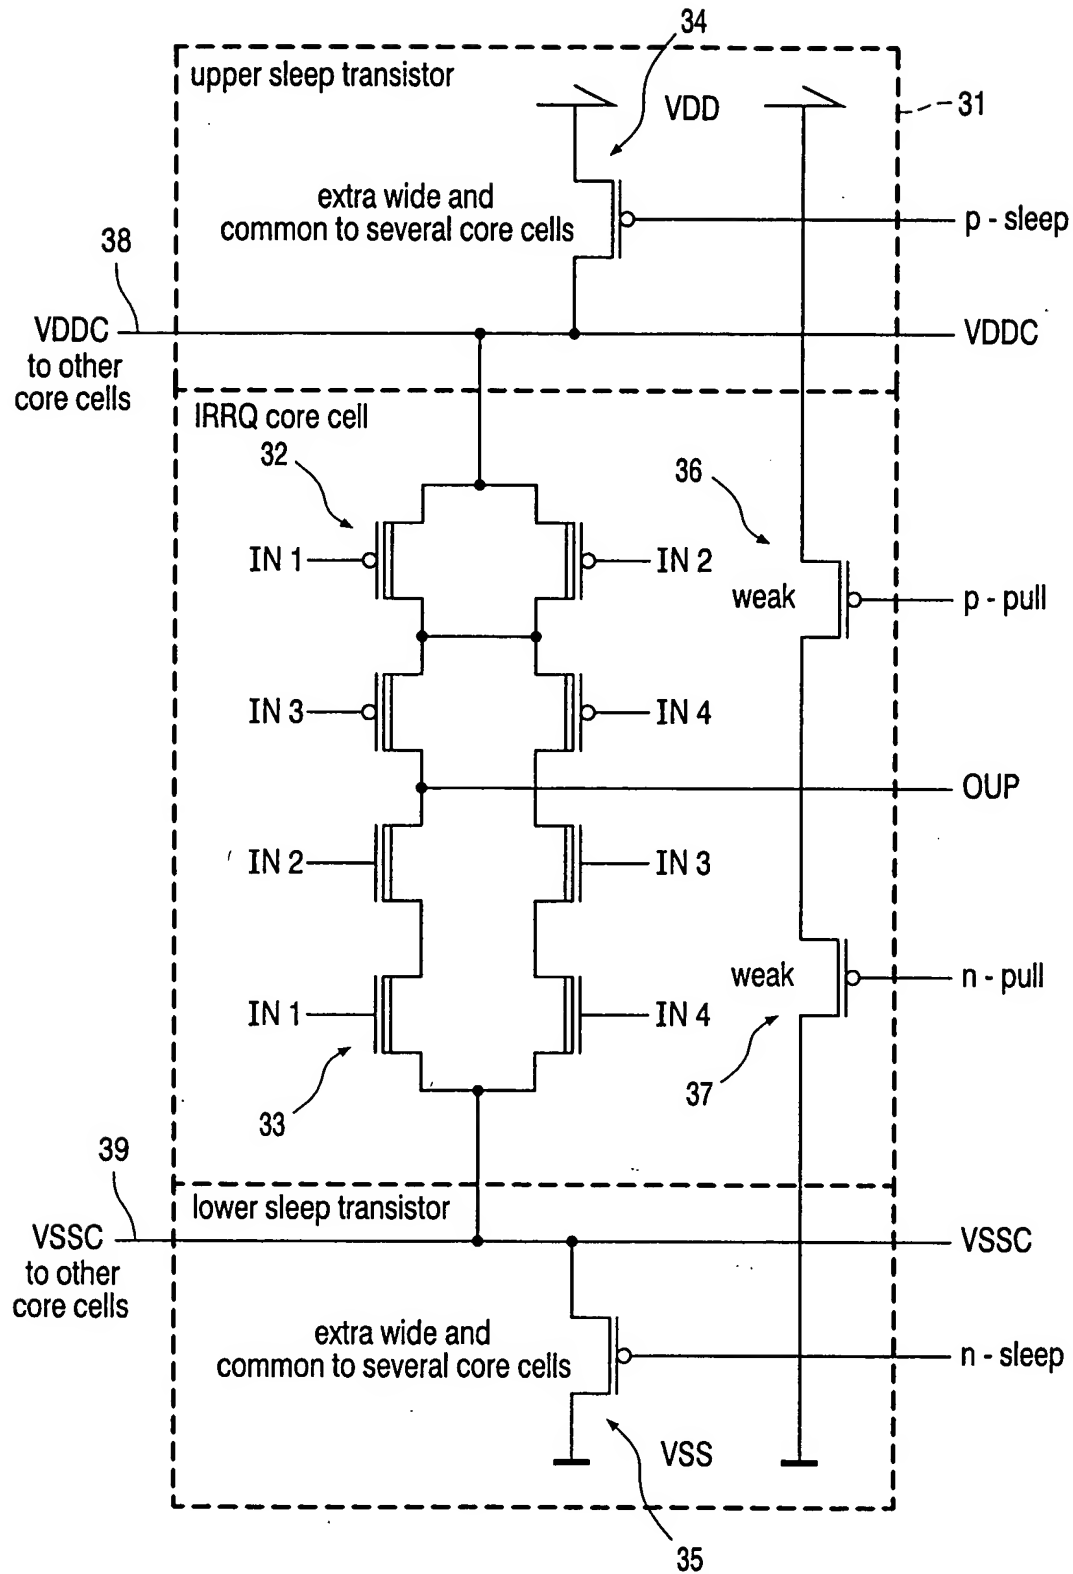 34
upper sleep transistor
VDD
31
extra wide and
common to several core cells
p - sleep
38
VDDC
to other
core cells
VDDC
IRRQ core cell
32
36
IN 1
IN 2
weak
p - pull
IN 3
IN 4
OUP
IN 2
IN 3
weak
n - pull
IN 1
IN 4
37
33
39
lower sleep transistor
VSSC
to other
core cells
VSSC
extra wide and
common to several core cells
n - sleep
VSS
35